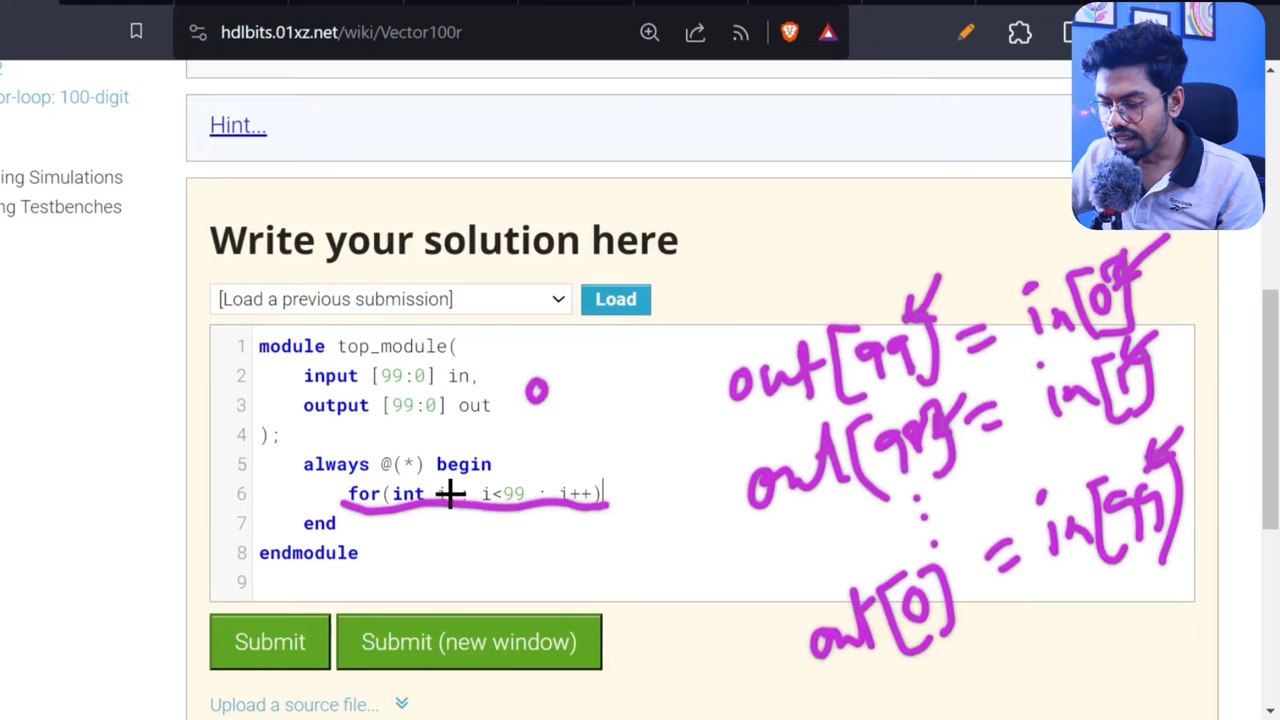 hdlbits.01xz.net/wiki/Vector100r
2
or-loop: 100-digit
Hint...
ing Simulations
ng Testbenches
Write your solution here
[Load a previous submission]
Load
1 module top_module(
2 input [99:0] in,
3 output [99:0] out
4 );
5 always @(*) begin
6 for(int i<99 ; i++)
7 end
8 endmodule
9
0
out[99] = in[0]
out[98] = in[1]
out[0] = in[99]
Submit
Submit (new window)
Upload a source file...
Reebok